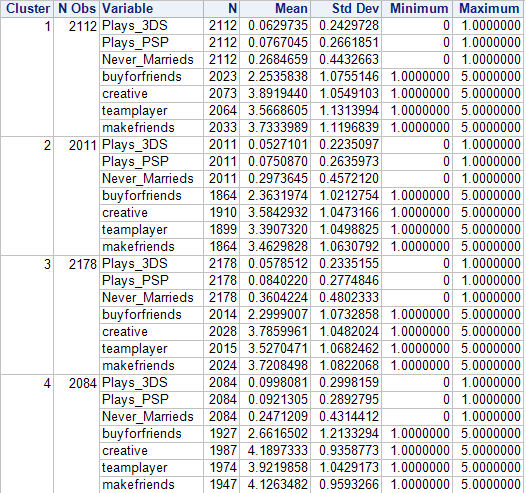 Cluster N Obs Variable N Mean Std Dev Minimum Maximum
1 2112 Plays_3DS 2112 0.0629735 0.2429728 0 1.0000000
Plays_PSP 2112 0.0767045 0.2661851 0 1.0000000
Never_Marrieds 2112 0.2684659 0.4432663 0 1.0000000
buyforfriends 2023 2.2535838 1.0755146 1.0000000 5.0000000
creative 2073 3.8919440 1.0549103 1.0000000 5.0000000
teamplayer 2064 3.5668605 1.1313994 1.0000000 5.0000000
makefriends 2033 3.7333989 1.1196839 1.0000000 5.0000000
2 2011 Plays_3DS 2011 0.0527101 0.2235097 0 1.0000000
Plays_PSP 2011 0.0750870 0.2635973 0 1.0000000
Never_Marrieds 2011 0.2973645 0.4572120 0 1.0000000
buyforfriends 1864 2.3631974 1.0212754 1.0000000 5.0000000
creative 1910 3.5842932 1.0473166 1.0000000 5.0000000
teamplayer 1899 3.3907320 1.0498825 1.0000000 5.0000000
makefriends 1864 3.4629828 1.0630792 1.0000000 5.0000000
3 2178 Plays_3DS 2178 0.0578512 0.2335155 0 1.0000000
Plays_PSP 2178 0.0840220 0.2774846 0 1.0000000
Never_Marrieds 2178 0.3604224 0.4802333 0 1.0000000
buyforfriends 2014 2.2999007 1.0732858 1.0000000 5.0000000
creative 2028 3.7859961 1.0482024 1.0000000 5.0000000
teamplayer 2015 3.5270471 1.0682462 1.0000000 5.0000000
makefriends 2024 3.7208498 1.0822068 1.0000000 5.0000000
4 2084 Plays_3DS 2084 0.0998081 0.2998159 0 1.0000000
Plays_PSP 2084 0.0921305 0.2892795 0 1.0000000
Never_Marrieds 2084 0.2471209 0.4314412 0 1.0000000
buyforfriends 1927 2.6616502 1.2133294 1.0000000 5.0000000
creative 1987 4.1897333 0.9358773 1.0000000 5.0000000
teamplayer 1974 3.9219858 1.0429173 1.0000000 5.0000000
makefriends 1947 4.1263482 0.9593266 1.0000000 5.0000000